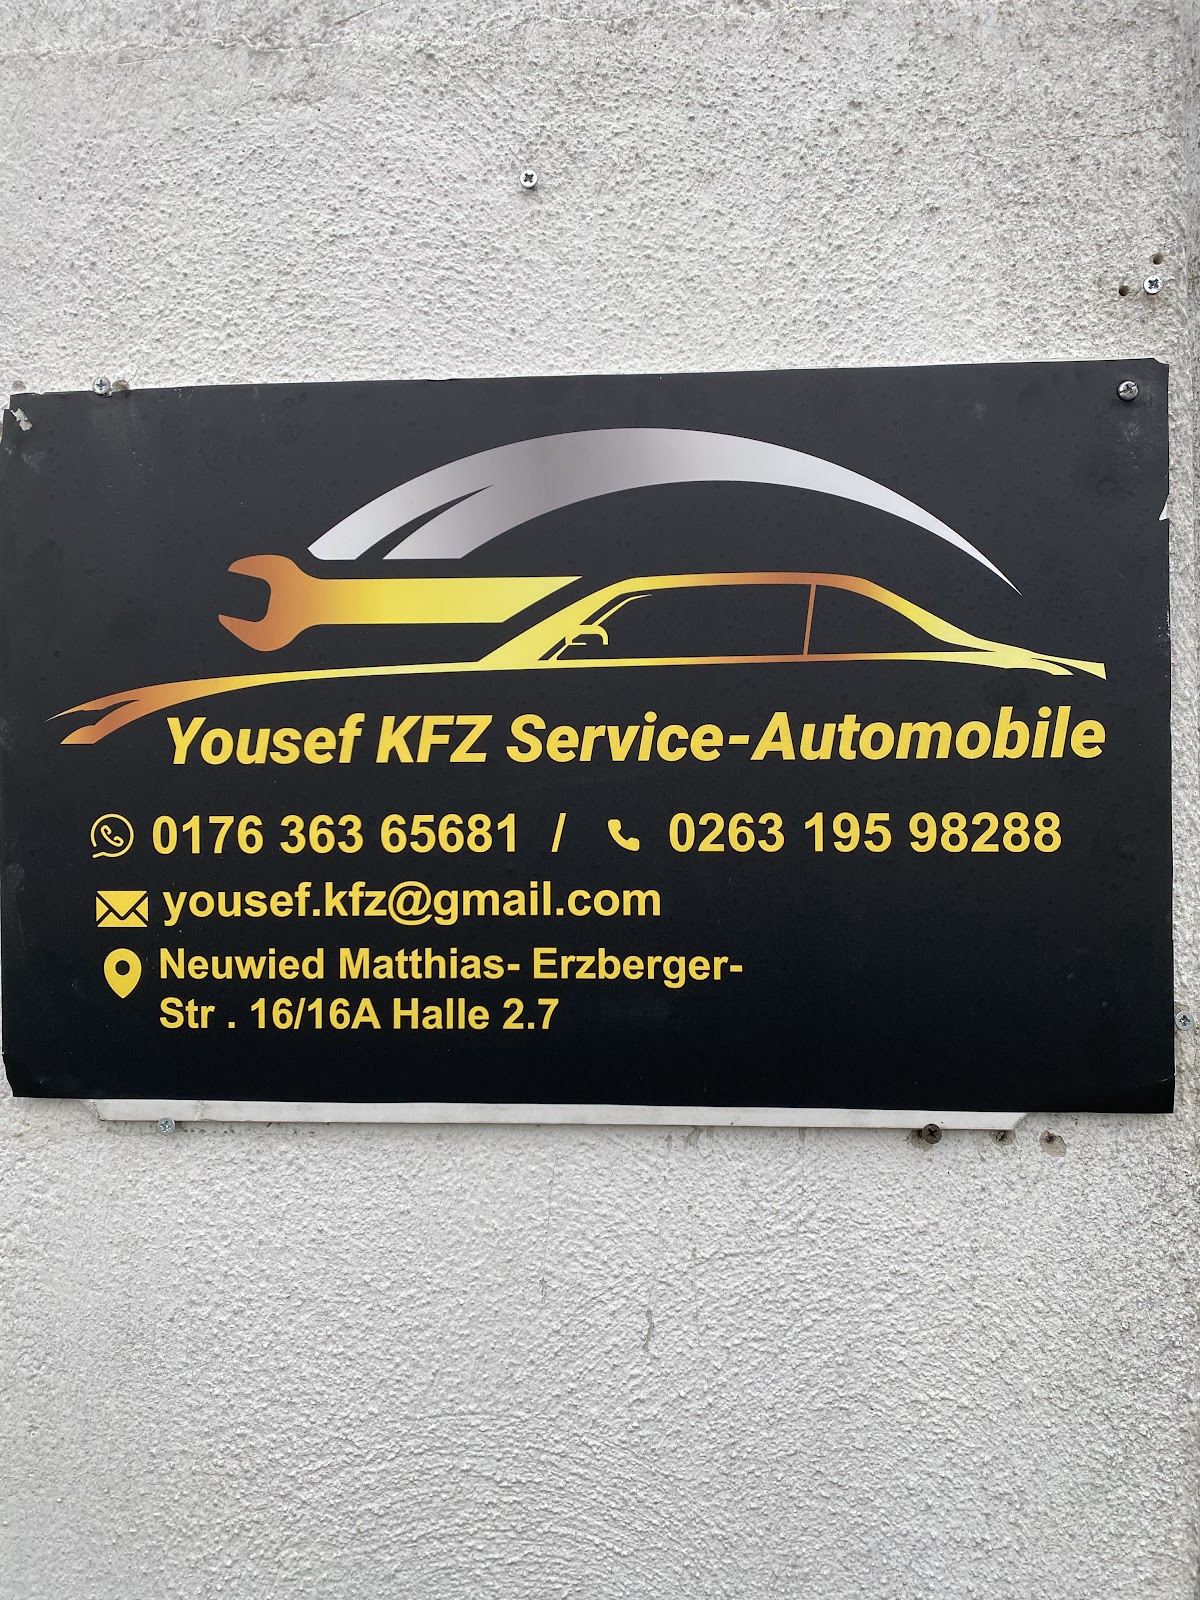 Yousef KFZ Service-Automobile
0176 363 65681 / 0263 195 98288
yousef.kfz@gmail.com
Neuwied Matthias- Erzberger-
Str . 16/16A Halle 2.7